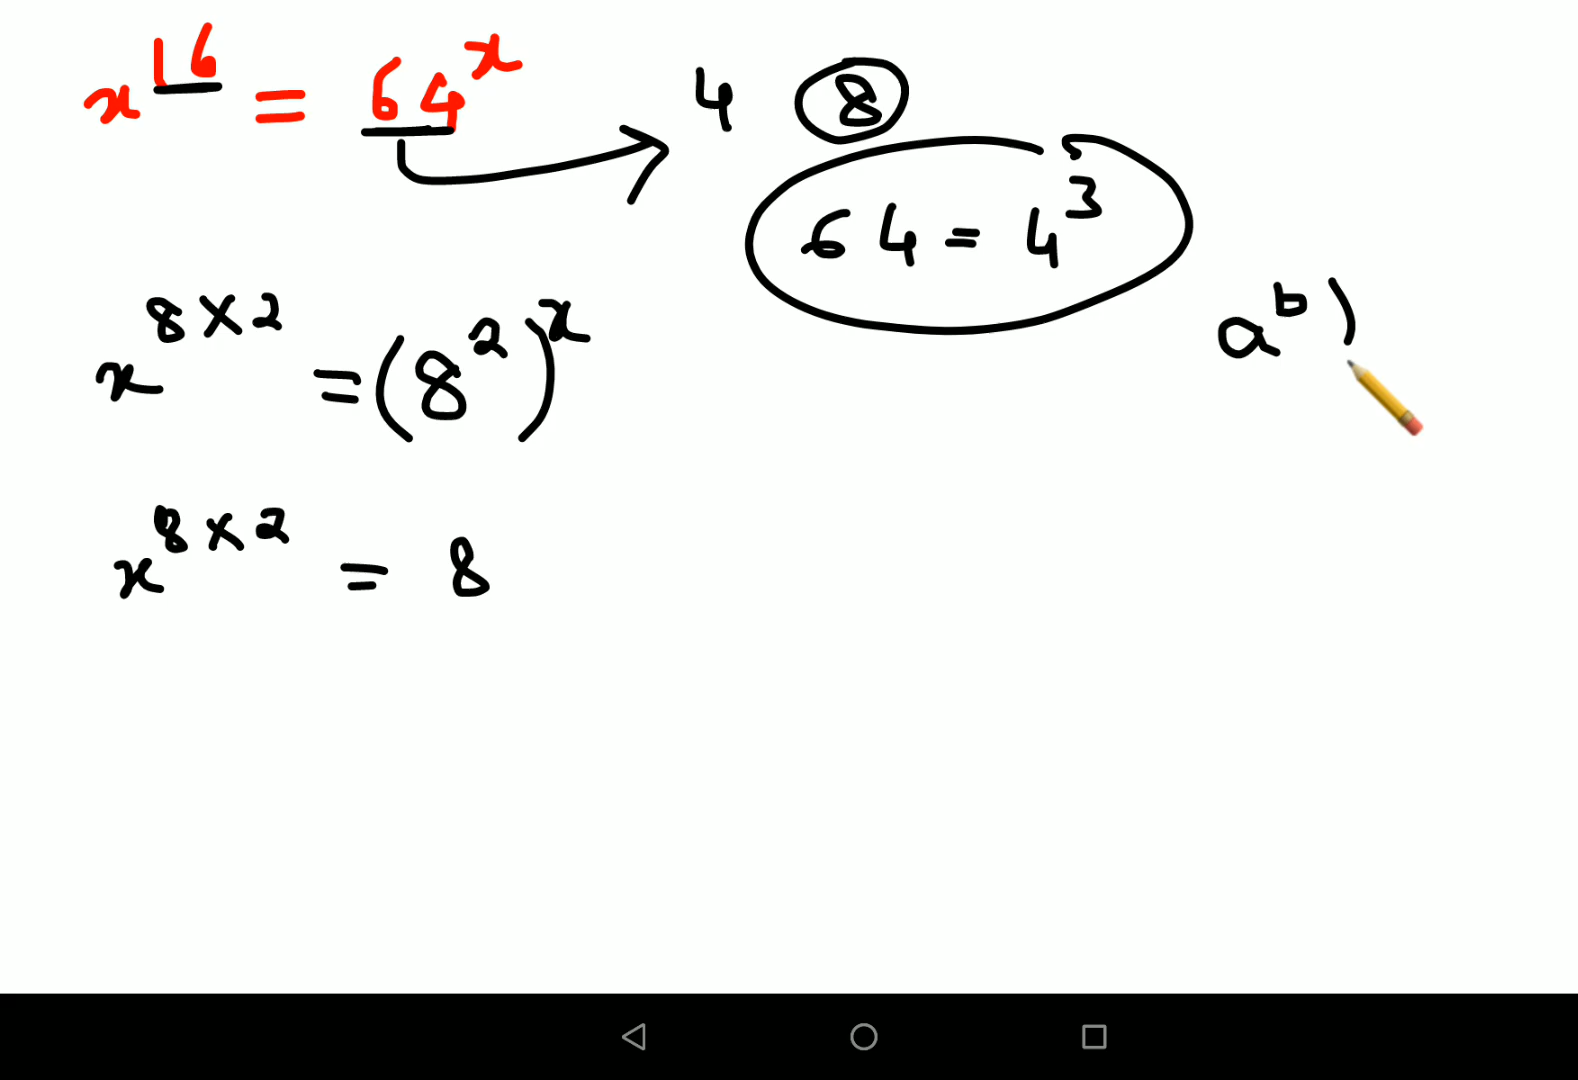 x^16 = 64^x
4 8
64 = 4^3
x^8×2 = (8^2)^x
a^b)
x^8×2 = 8